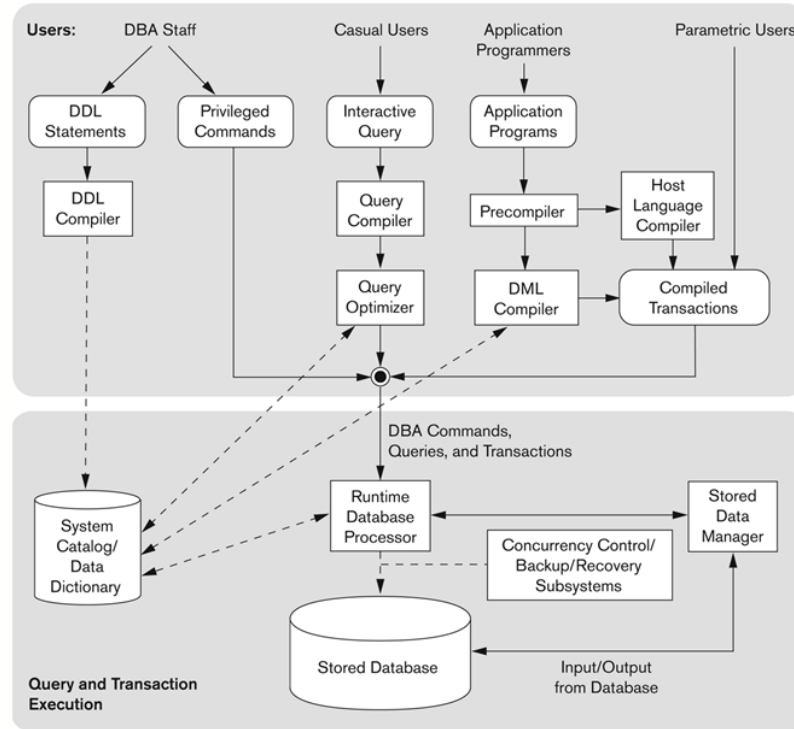 Users:
DBA Staff
Casual Users
Application
Programmers
Parametric Users
DDL
Statements
Privileged
Commands
Interactive
Query
Application
Programs
DDL
Compiler
Query
Compiler
Precompiler
Host
Language
Compiler
Query
Optimizer
DML
Compiler
Compiled
Transactions
DBA Commands,
Queries, and Transactions
System
Catalog/
Data
Dictionary
Runtime
Database
Processor
Stored
Data
Manager
Concurrency Control/
Backup/Recovery
Subsystems
Stored Database
Input/Output
from Database
Query and Transaction
Execution